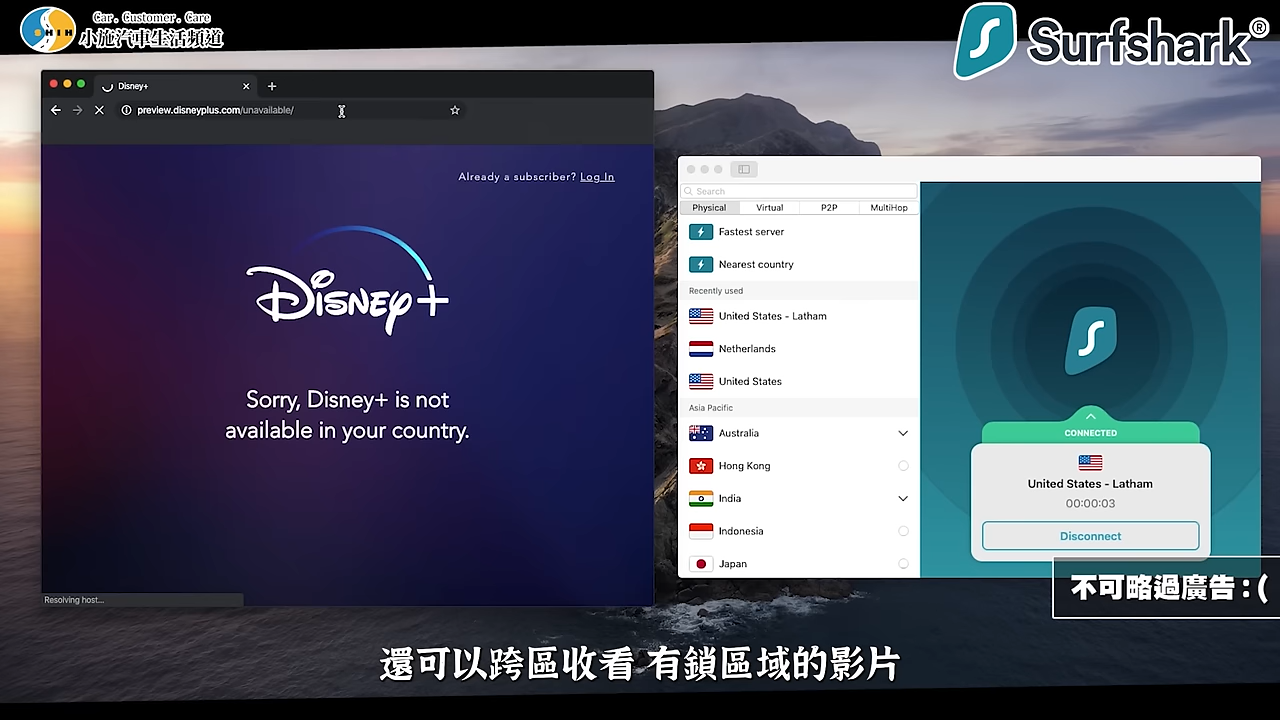 Car. Customer. Care
SHIH
小施汽車生活頻道
Surfshark®
Disney+
preview.disneyplus.com/unavailable/
Already a subscriber? Log In
Disney+
Sorry, Disney+ is not
available in your country.
Resolving host...
Search
Physical Virtual P2P MultiHop
Fastest server
Nearest country
Recently used
United States - Latham
Netherlands
United States
Asia Pacific
Australia
Hong Kong
India
Indonesia
Japan
CONNECTED
United States - Latham
00:00:03
Disconnect
不可略過廣告:(
還可以跨區收看 有鎖區域的影片